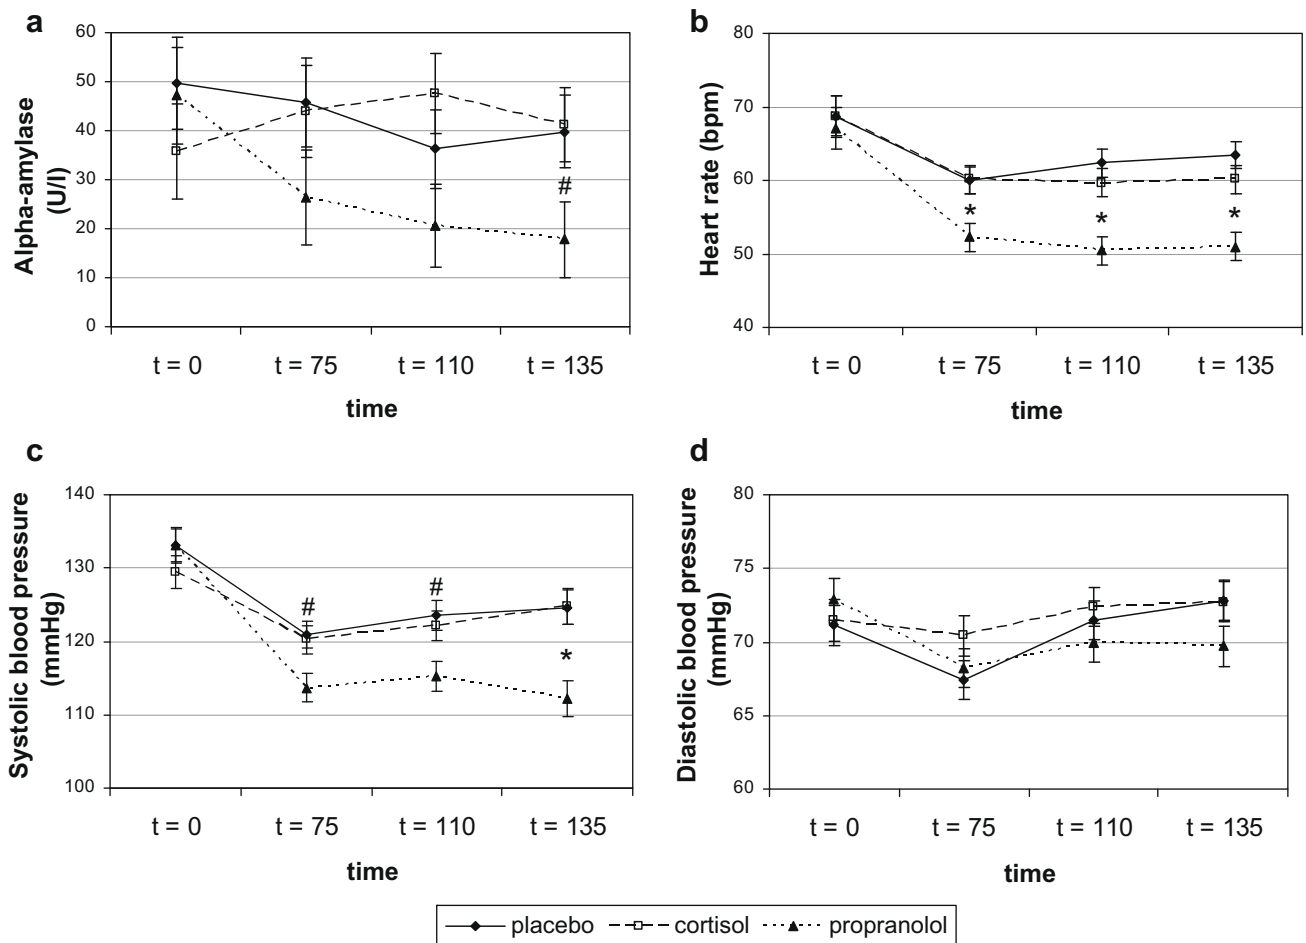 a
Alpha-amylase
(U/l)
60
50
40
30
20
10
0
#
t = 0 t = 75 t = 110 t = 135
time
b
Heart rate (bpm)
80
70
60
50
40
* * *
t = 0 t = 75 t = 110 t = 135
time
c
Systolic blood pressure
(mmHg)
140
130
120
110
100
# #
*
t = 0 t = 75 t = 110 t = 135
time
d
Diastolic blood pressure
(mmHg)
80
75
70
65
60
t = 0 t = 75 t = 110 t = 135
time
placebo cortisol propranolol